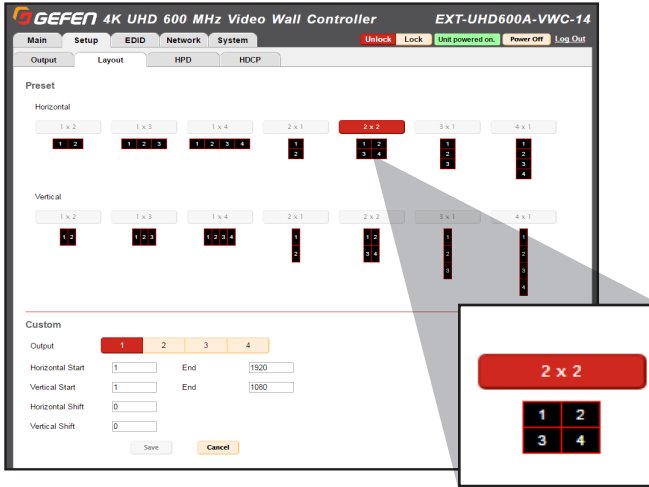 GEFEN 4K UHD 600 MHz Video Wall Controller EXT-UHD600A-VWC-14
Main Setup EDID Network System Unlock Lock Unit powered on. Power Off Log Out
Output Layout HPD HDCP
Preset
Horizontal
1 x 2 1 x 3 1 x 4 2 x 1 2 x 2 3 x 1 4 x 1
1 2 1 2 3 1 2 3 4 1 1 2 1 1
2 3 4 2 2
3 3
4
Vertical
1 x 2 1 x 3 1 x 4 2 x 1 2 x 2 3 x 1 4 x 1
1 2 1 2 3 1 2 3 4 1 1 2 1 1
2 3 4 2 2
3 3
4
Custom
Output 1 2 3 4
Horizontal Start 1 End 1920
Vertical Start 1 End 1080
Horizontal Shift 0
Vertical Shift 0
Save Cancel
2 x 2
1 2
3 4